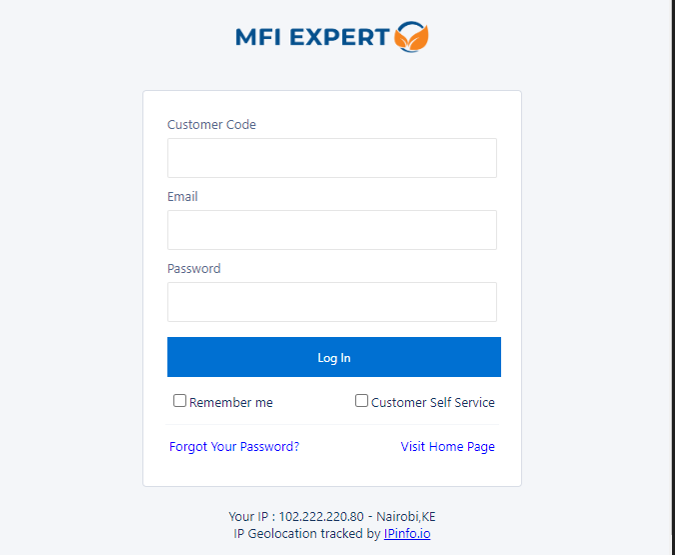 MFI EXPERT
Customer Code
Email
Password
Log In
Remember me Customer Self Service
Forgot Your Password? Visit Home Page
Your IP : 102.222.220.80 - Nairobi,KE
IP Geolocation tracked by IPinfo.io